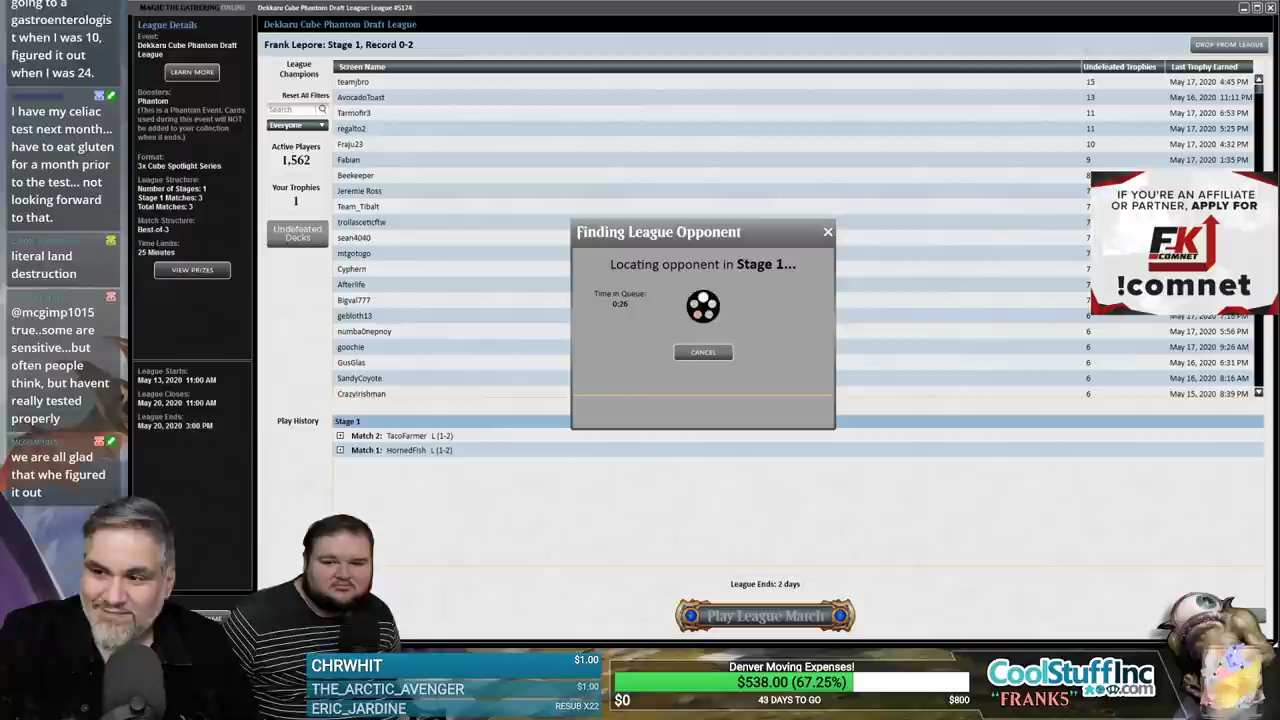 going to a
gastroenterologis
t when I was 10,
figured it out
when I was 24.
I have my celiac
test next month...
have to eat gluten
for a month prior
to the test... not
looking forward
to that.
literal land
destruction
@mcgimp1015
true..some are
sensitive...but
often people
think, but havent
really tested
properly
we are all glad
that whe figured
it out
MAGIC THE GATHERING ONLINE
League Details
Event:
Dekkaru Cube Phantom Draft
League
LEARN MORE
Boosters:
Phantom
(This is a Phantom Event. Cards
used during this event will NOT
be added to your collection
when it ends.)
Format:
3x Cube Spotlight Series
League Structure:
Number of Stages: 1
Stage 1 Matches: 3
Total Matches: 3
Match Structure:
Best-of-3
Time Limits:
25 Minutes
VIEW PRIZES
League Starts:
May 13, 2020 11:00 AM
League Closes:
May 20, 2020 11:00 AM
League Ends:
May 20, 2020 3:00 PM
Dekkaru Cube Phantom Draft League: League #5174
Dekkaru Cube Phantom Draft League
Frank Lepore: Stage 1, Record 0-2
DROP FROM LEAGUE
League
Champions
Reset All Filters
Search
Everyone
Active Players
1,562
Your Trophies
1
Undefeated
Decks
Screen Name Undefeated Trophies Last Trophy Earned
teamjbro 15 May 17, 2020 4:45 PM
AvocadoToast 13 May 16, 2020 11:11 PM
Tarmofir3 11 May 17, 2020 6:53 PM
regalto2 11 May 17, 2020 5:25 PM
Fraju23 10 May 17, 2020 4:32 PM
Fabian 9 May 17, 2020 1:35 PM
Beekeeper 8
Jeremie Ross 7
Team_Tibalt 7
trollasceticftw 7
sean4040 7
mtgotogo 7
Cyphern 7
Afterlife 7
Bigval777 7
gebloth13 6
numba0nepnoy 6 May 17, 2020 5:56 PM
goochie 6 May 17, 2020 9:26 AM
GusGlas 6 May 16, 2020 6:31 PM
SandyCoyote 6 May 16, 2020 8:16 AM
CrazyIrishman 6 May 15, 2020 8:39 PM
Finding League Opponent
Locating opponent in Stage 1...
Time in Queue:
0:26
CANCEL
IF YOU'RE AN AFFILIATE
OR PARTNER, APPLY FOR
FK
COMNET
!comnet
Play History
Stage 1
Match 2: TacoFarmer L (1-2)
Match 1: HornedFish L (1-2)
League Ends: 2 days
Play League Match
CHRWHIT $1.00
THE_ARCTIC_AVENGER $1.00
ERIC_JARDINE RESUB X22
Denver Moving Expenses!
$538.00 (67.25%)
$0 43 DAYS TO GO $800
CoolStuffInc
.com
"FRANKS"